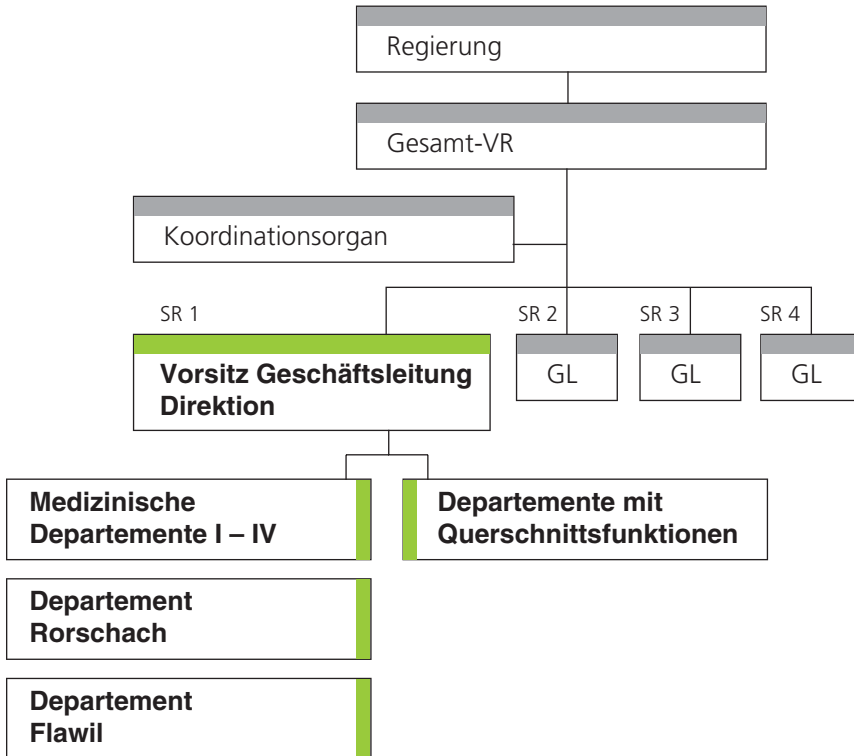 Regierung
Gesamt-VR
Koordinationsorgan
SR 1
SR 2
SR 3
SR 4
Vorsitz Geschäftsleitung
Direktion
GL
GL
GL
Medizinische
Departemente I – IV
Departemente mit
Querschnittsfunktionen
Departement
Rorschach
Departement
Flawil